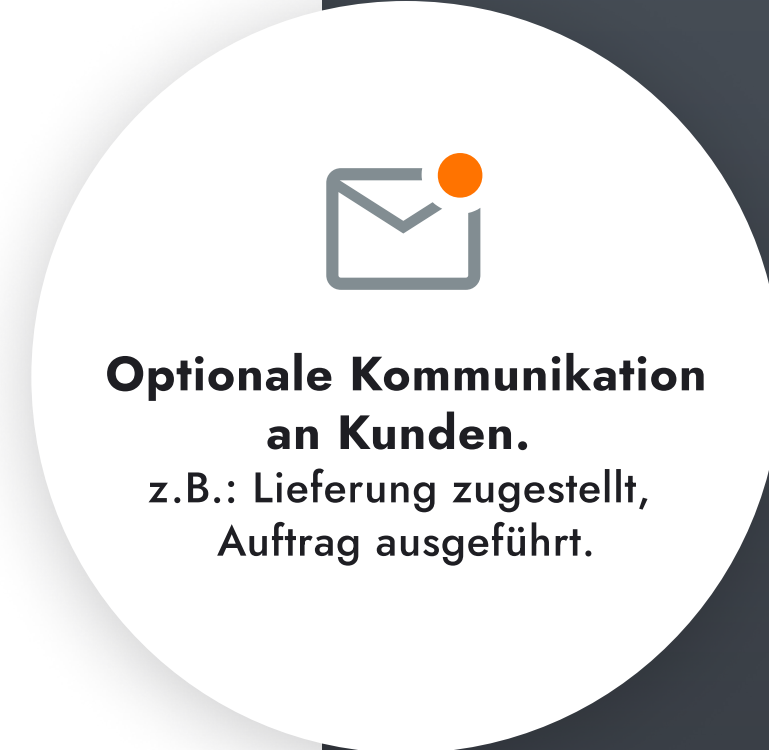 Optionale Kommunikation
an Kunden.
z.B.: Lieferung zugestellt,
Auftrag ausgeführt.